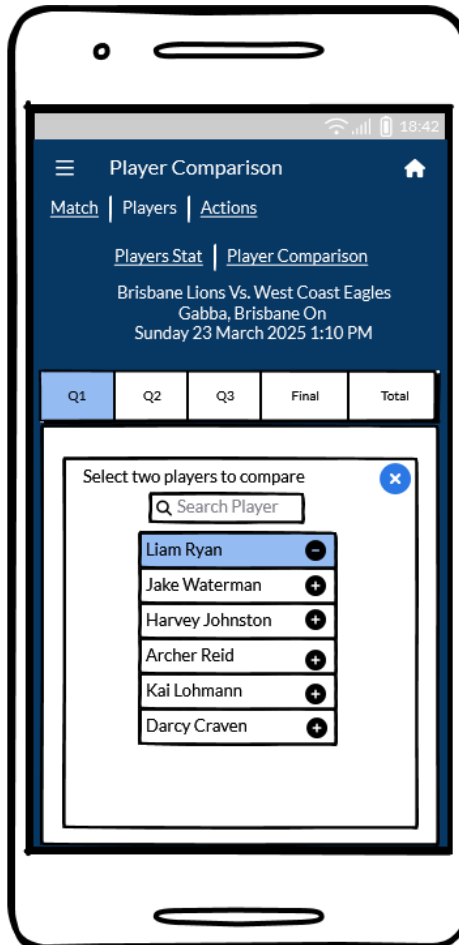 18:42
Player Comparison
Match | Players | Actions
Players Stat | Player Comparison
Brisbane Lions Vs. West Coast Eagles
Gabba, Brisbane On
Sunday 23 March 2025 1:10 PM
Q1 Q2 Q3 Final Total
Select two players to compare
Search Player
Liam Ryan
Jake Waterman
Harvey Johnston
Archer Reid
Kai Lohmann
Darcy Craven